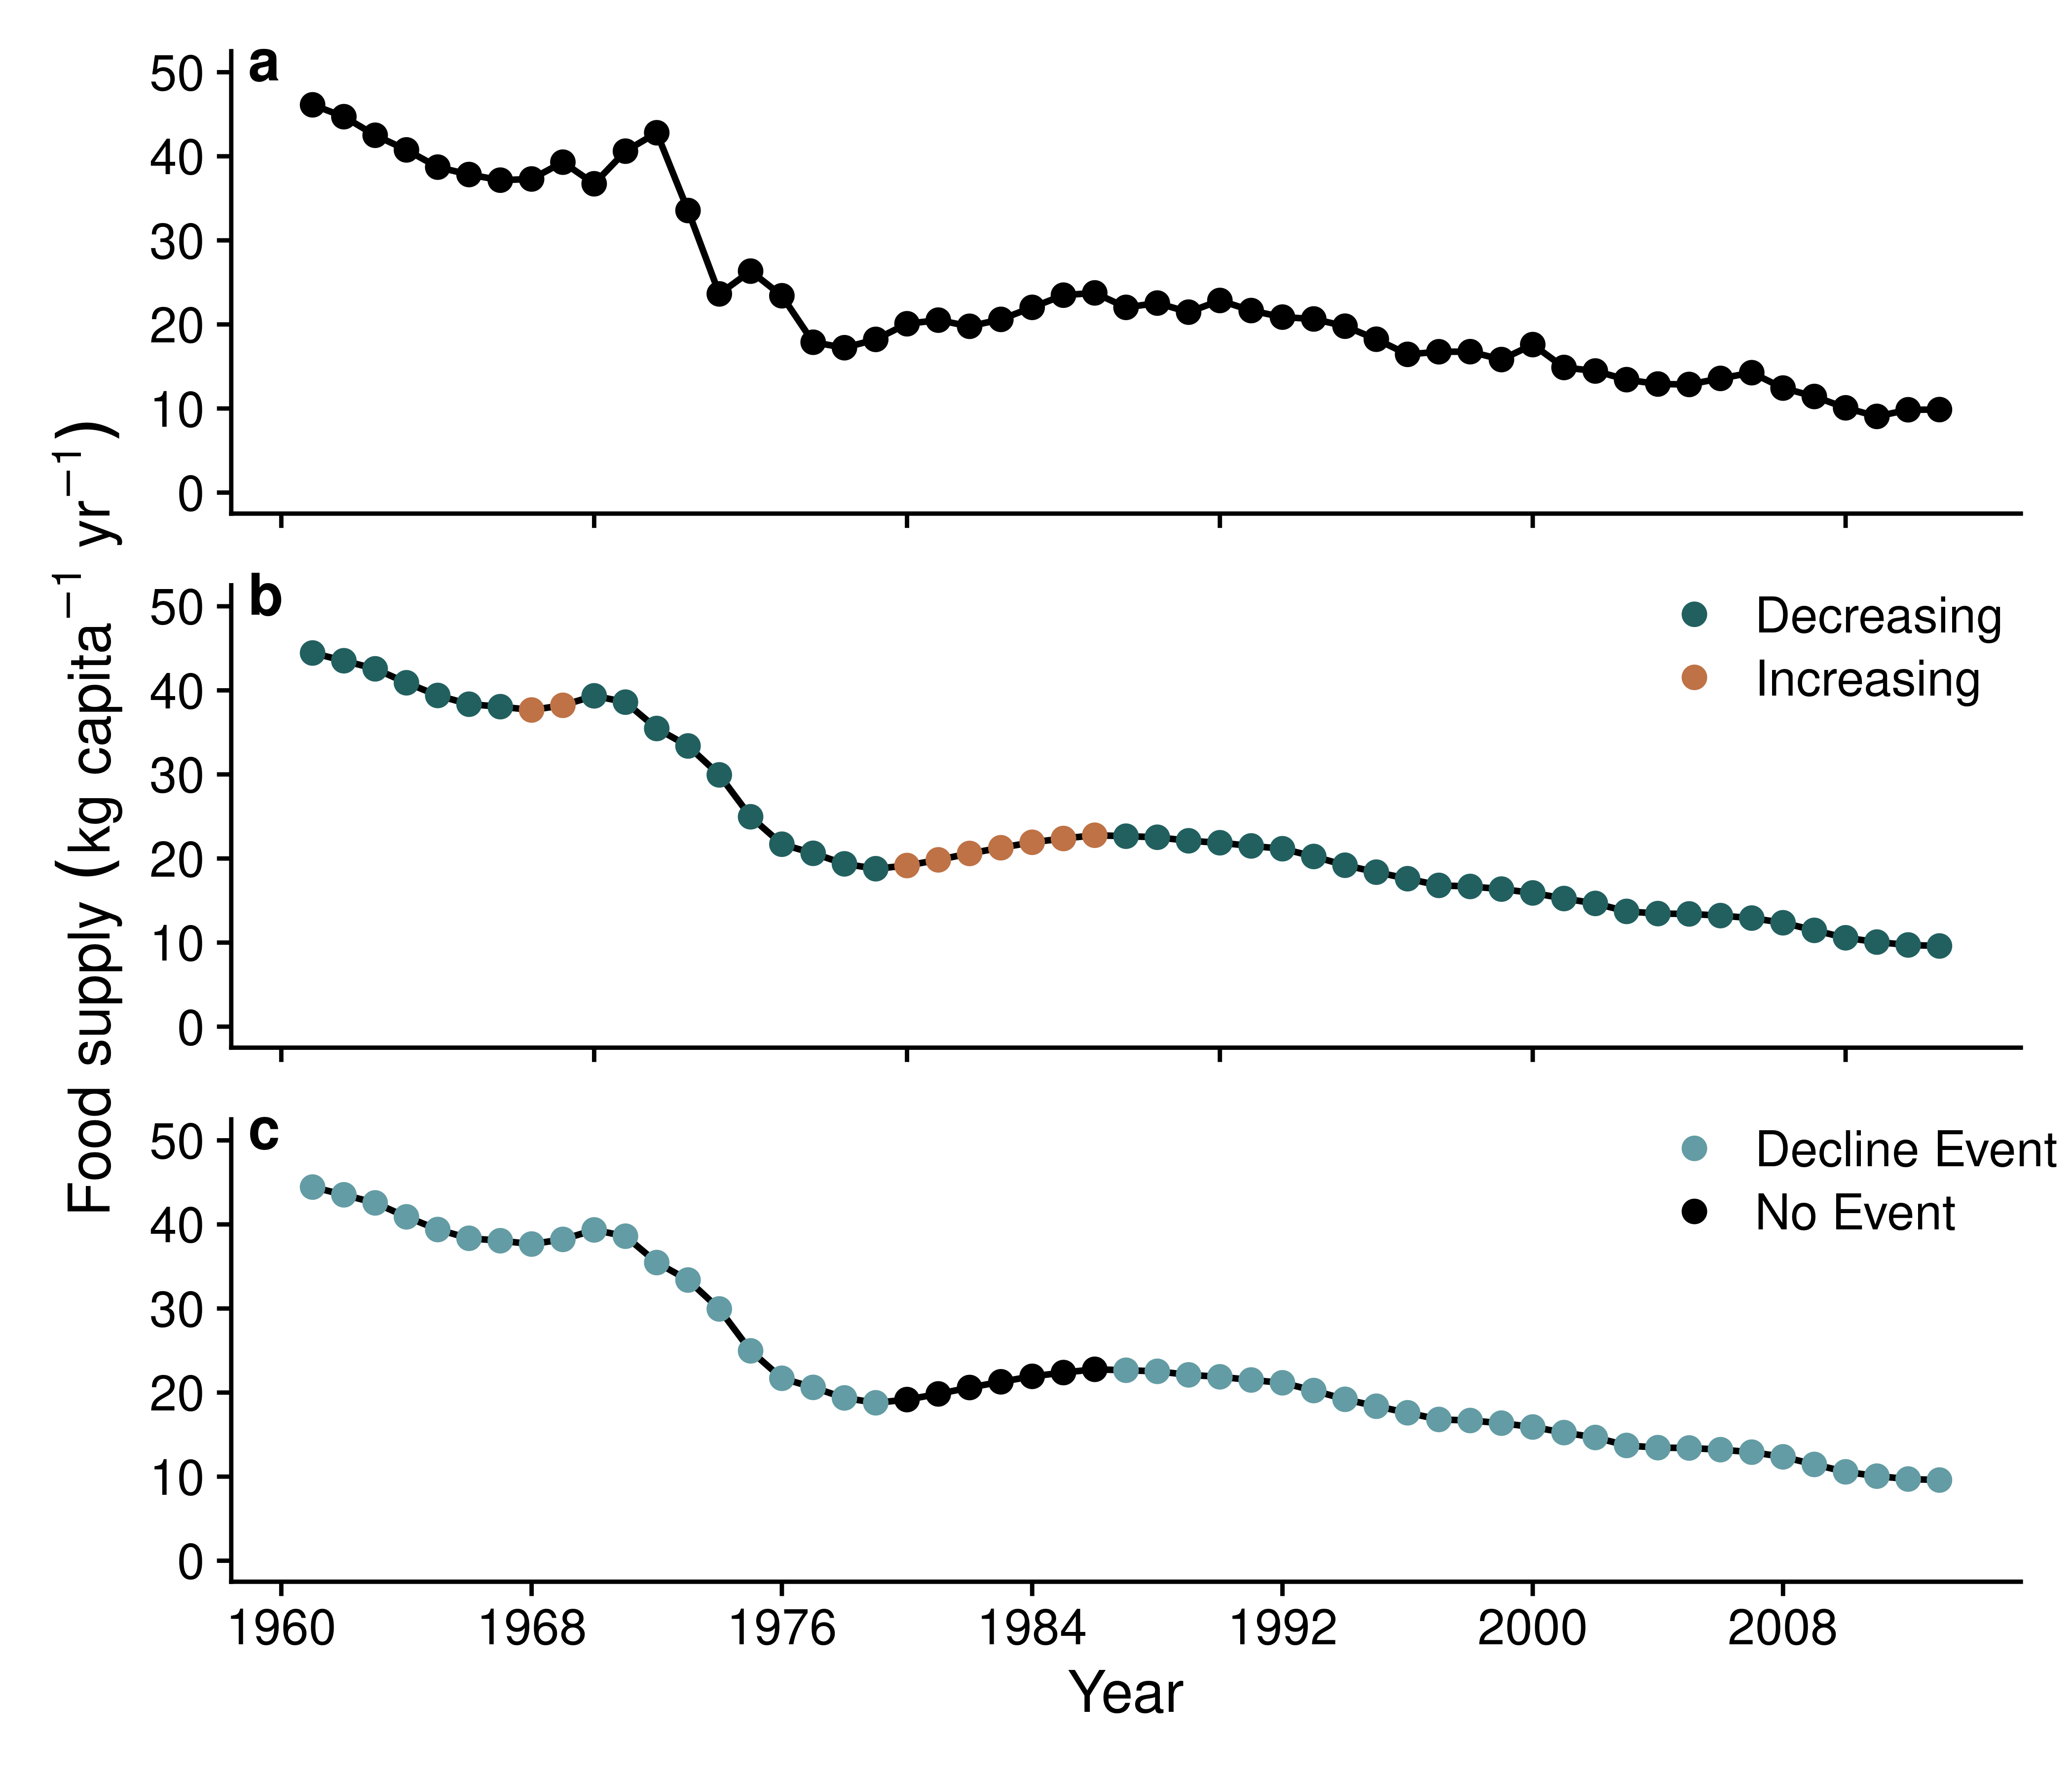 Food supply (kg capita⁻¹ yr⁻¹)
a
50
40
30
20
10
0
b
50
40
30
20
10
0
Decreasing
Increasing
c
50
40
30
20
10
0
Decline Event
No Event
1960 1968 1976 1984 1992 2000 2008
Year